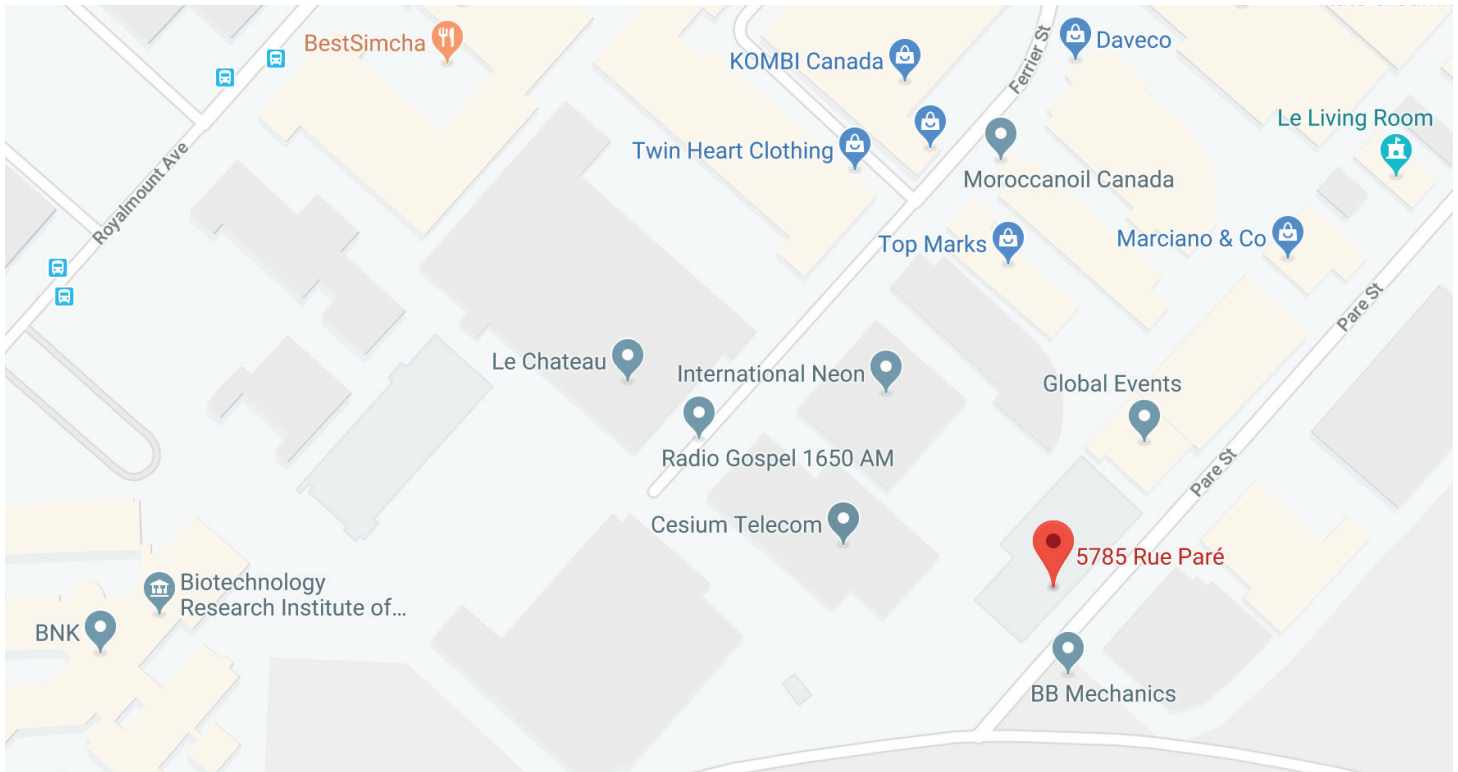 BestSimcha
KOMBI Canada
Ferrier St
Daveco
Le Living Room
Twin Heart Clothing
Royalmount Ave
Moroccanoil Canada
Top Marks
Marciano & Co
Pare St
Le Chateau
International Neon
Global Events
Radio Gospel 1650 AM
Pare St
Cesium Telecom
5785 Rue Paré
Biotechnology
Research Institute of...
BNK
BB Mechanics